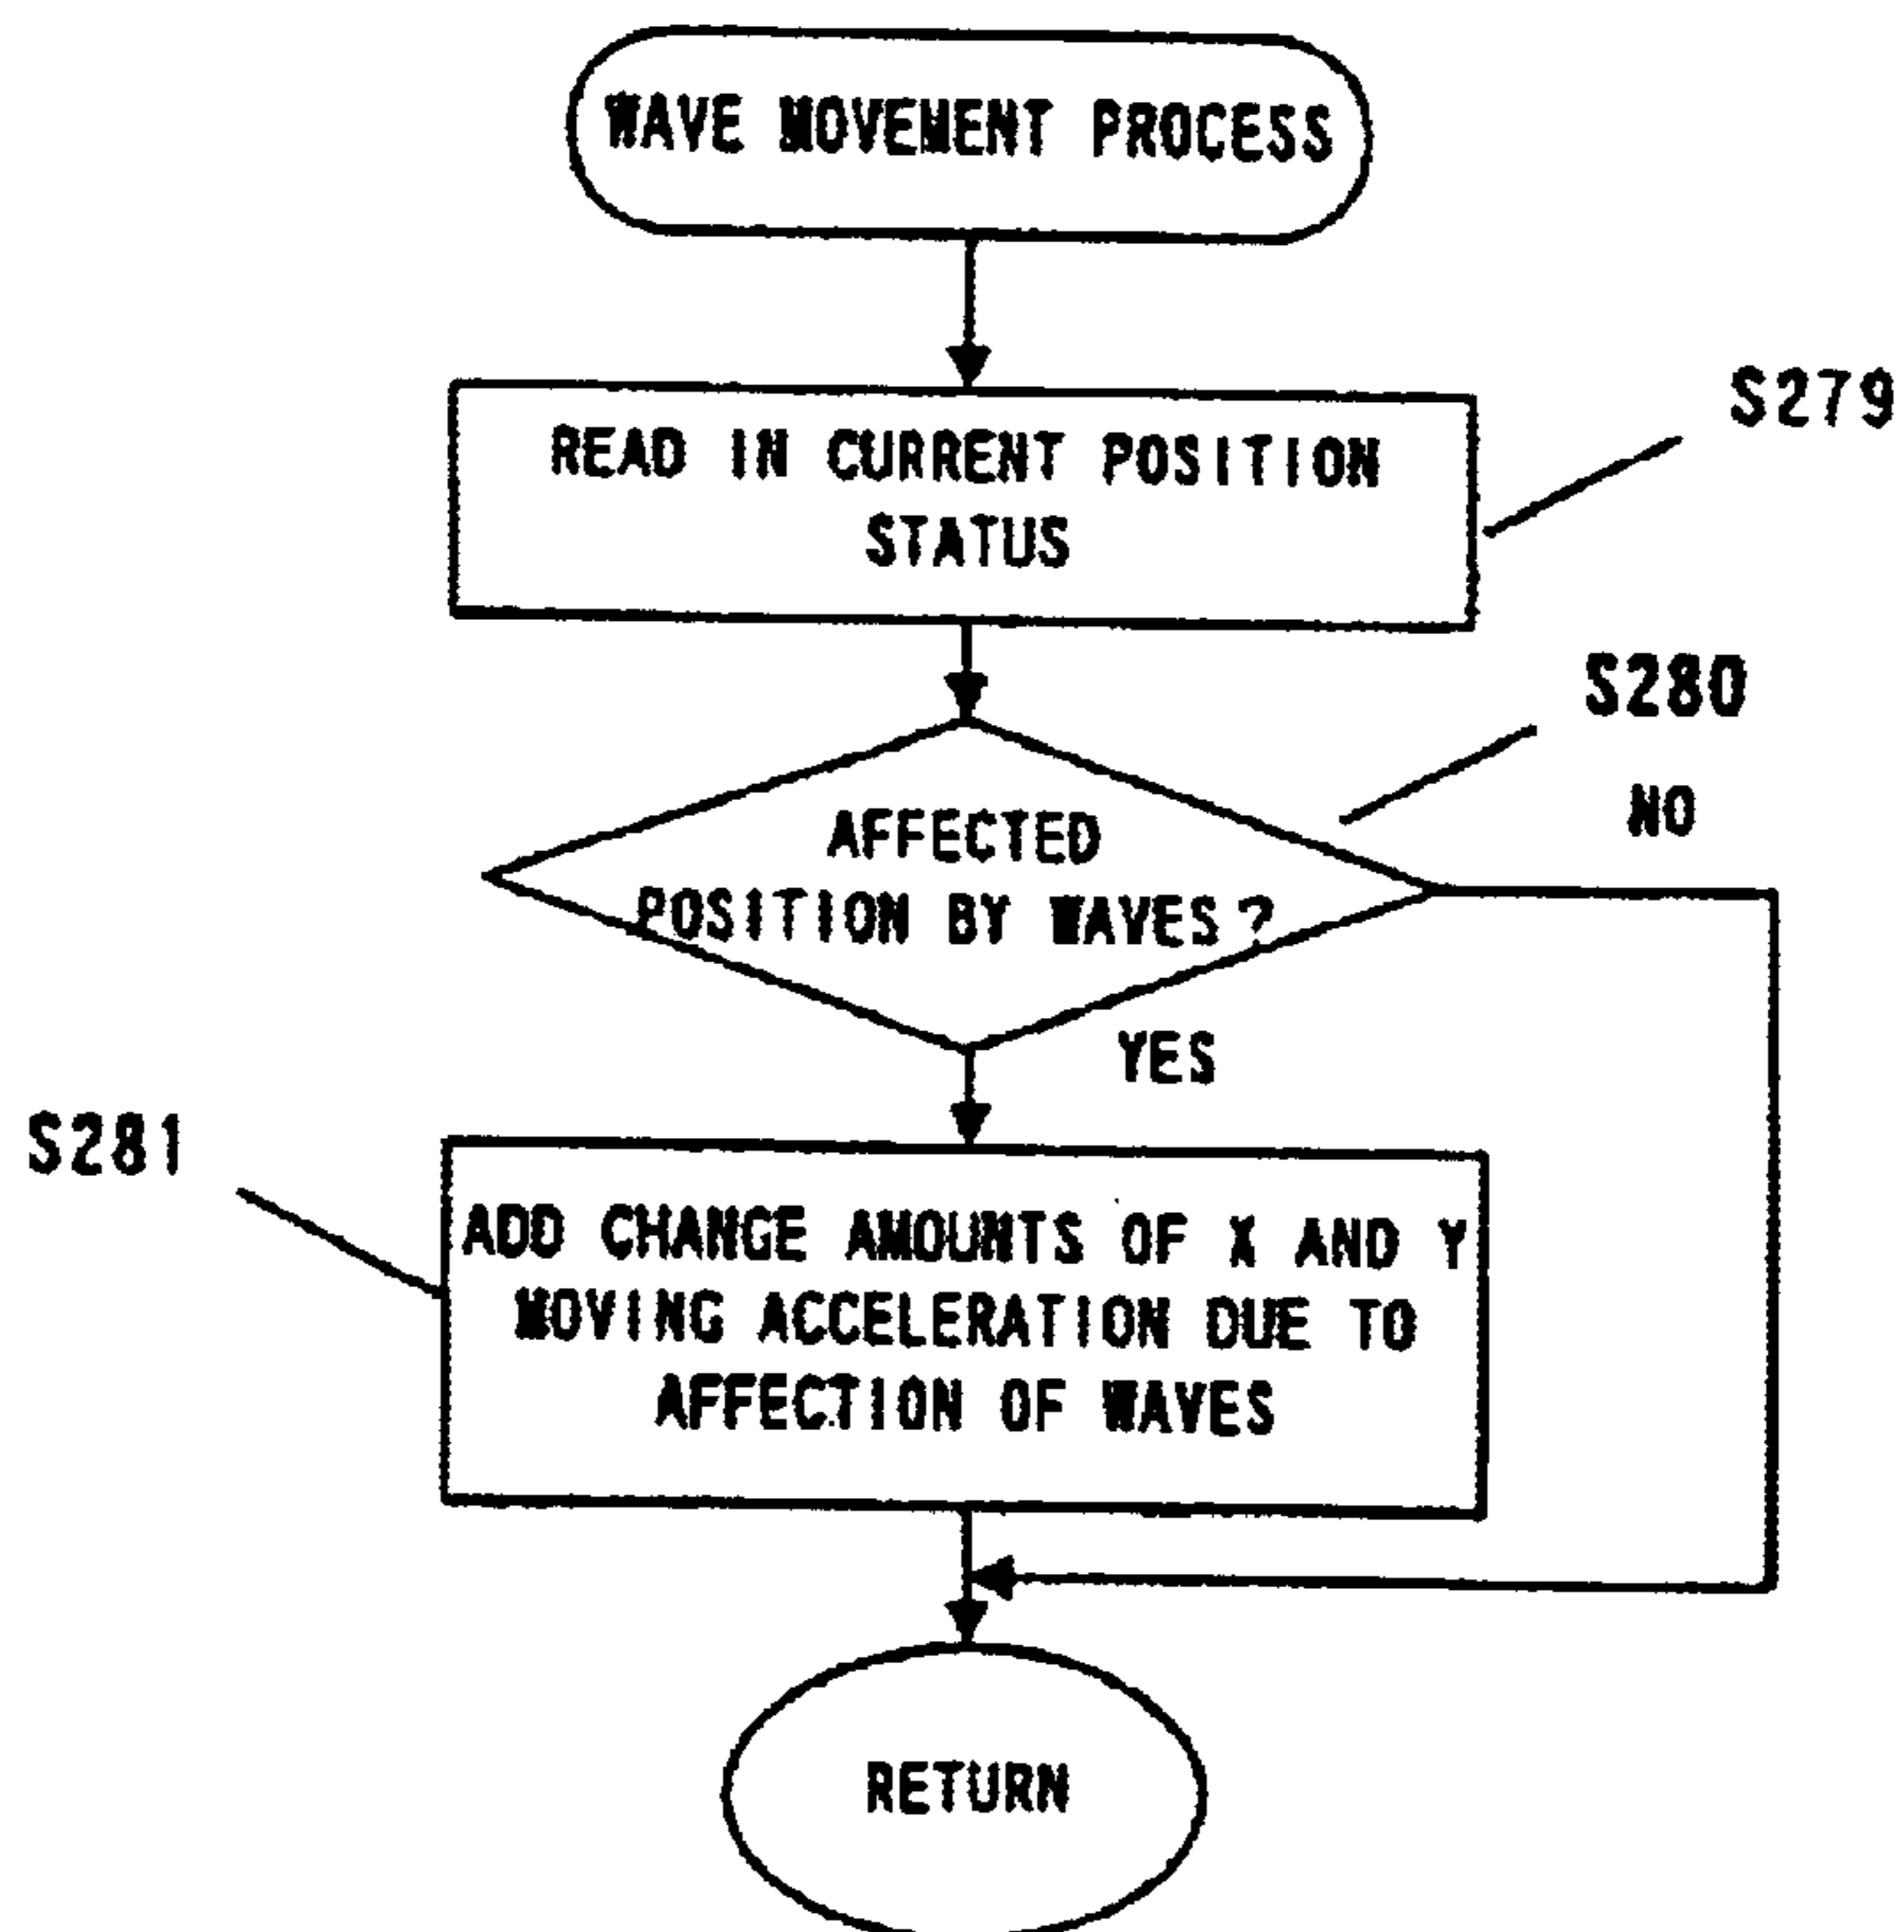 WAVE MOVEMENT PROCESS
S279
READ IN CURRENT POSITION
STATUS
S280
NO
AFFECTED
POSITION BY WAVES?
YES
S281
ADD CHANGE AMOUNTS OF X AND Y
MOVING ACCELERATION DUE TO
AFFECTION OF WAVES
RETURN